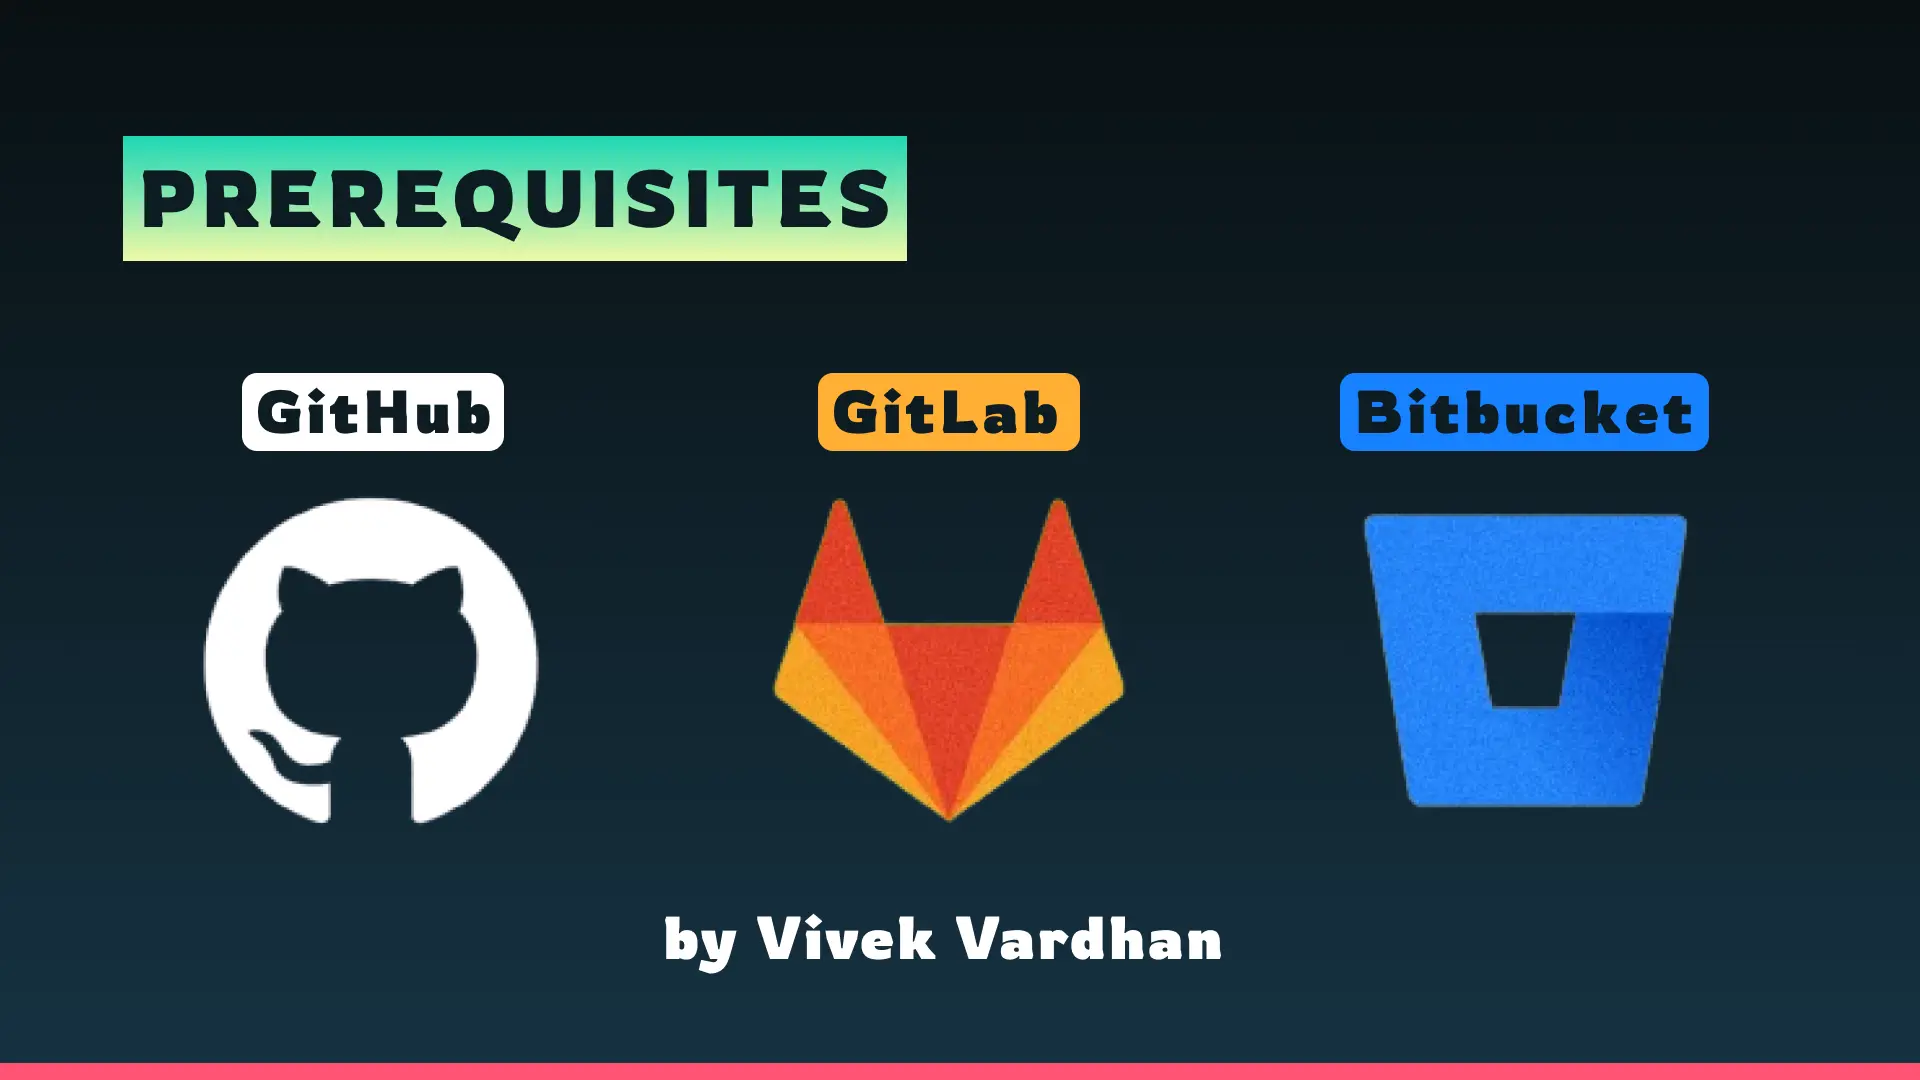 PREREQUISITES
GitHub
GitLab
Bitbucket
by Vivek Vardhan